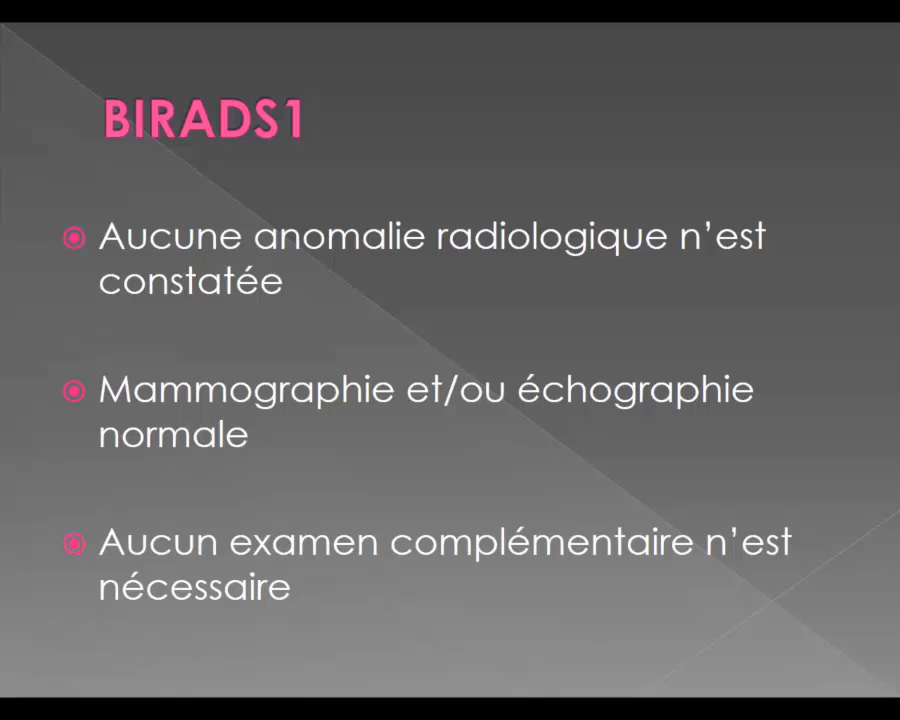 BIRADS1
Aucune anomalie radiologique n’est
constatée
Mammographie et/ou échographie
normale
Aucun examen complémentaire n’est
nécessaire